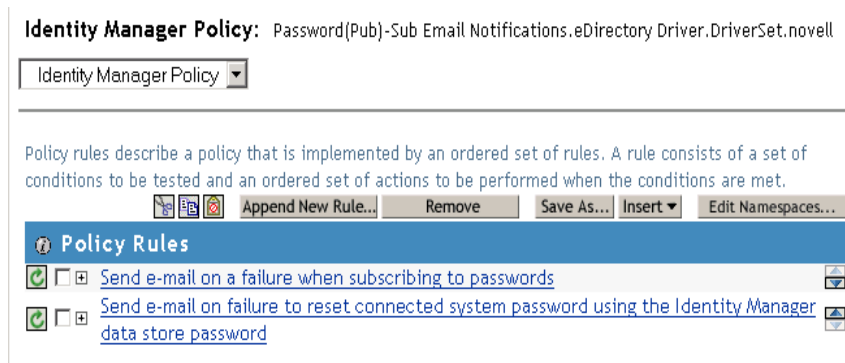 Identity Manager Policy: Password(Pub)-Sub Email Notifications.eDirectory Driver.DriverSet.novell
Identity Manager Policy
Policy rules describe a policy that is implemented by an ordered set of rules. A rule consists of a set of
conditions to be tested and an ordered set of actions to be performed when the conditions are met.
Append New Rule... Remove Save As... Insert Edit Namespaces...
Policy Rules
Send e-mail on a failure when subscribing to passwords
Send e-mail on failure to reset connected system password using the Identity Manager
data store password